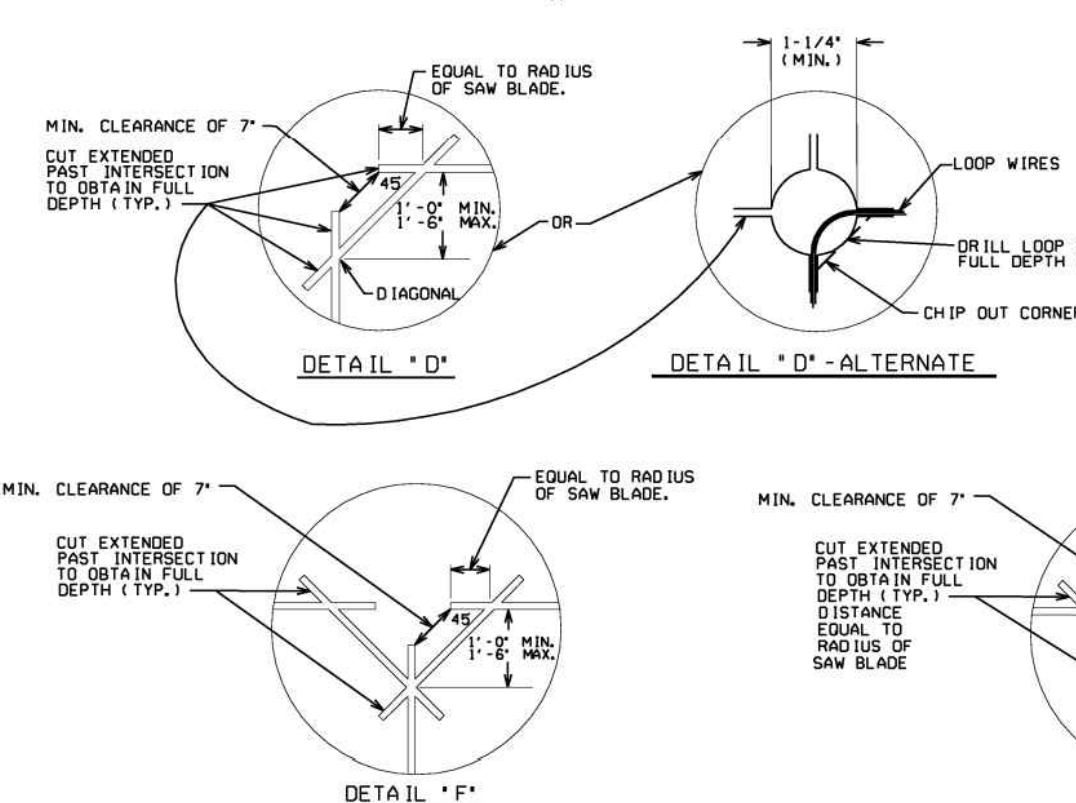 1-1/4"
(MIN.)
EQUAL TO RADIUS
OF SAW BLADE.
MIN. CLEARANCE OF 7"
CUT EXTENDED
PAST INTERSECTION
TO OBTAIN FULL
DEPTH (TYP.)
45
1'-0" MIN.
1'-6" MAX.
DIAGONAL
OR
LOOP WIRES
DRILL LOOP
FULL DEPTH
CHIP OUT CORNER
DETAIL "D"
DETAIL "D"-ALTERNATE
EQUAL TO RADIUS
OF SAW BLADE.
MIN. CLEARANCE OF 7"
CUT EXTENDED
PAST INTERSECTION
TO OBTAIN FULL
DEPTH (TYP.)
45
1'-0" MIN.
1'-6" MAX.
DETAIL "F"
MIN. CLEARANCE OF 7"
CUT EXTENDED
PAST INTERSECTION
TO OBTAIN FULL
DEPTH (TYP.)
DISTANCE
EQUAL TO
RADIUS OF
SAW BLADE